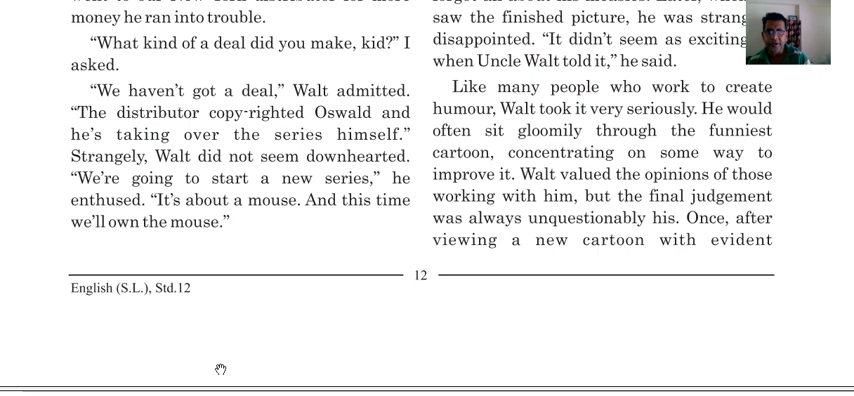 money he ran into trouble.
“What kind of a deal did you make, kid?” I
asked.
“We haven’t got a deal,” Walt admitted.
“The distributor copy-righted Oswald and
he’s taking over the series himself.”
Strangely, Walt did not seem downhearted.
“We’re going to start a new series,” he
enthused. “It’s about a mouse. And this time
we’ll own the mouse.”
saw the finished picture, he was
disappointed. “It didn’t seem as
when Uncle Walt told it,” he said.
Like many people who work to create
humour, Walt took it very seriously. He would
often sit gloomily through the funniest
cartoon, concentrating on some way to
improve it. Walt valued the opinions of those
working with him, but the final judgement
was always unquestionably his. Once, after
viewing a new cartoon with evident
12
English (S.L.), Std.12